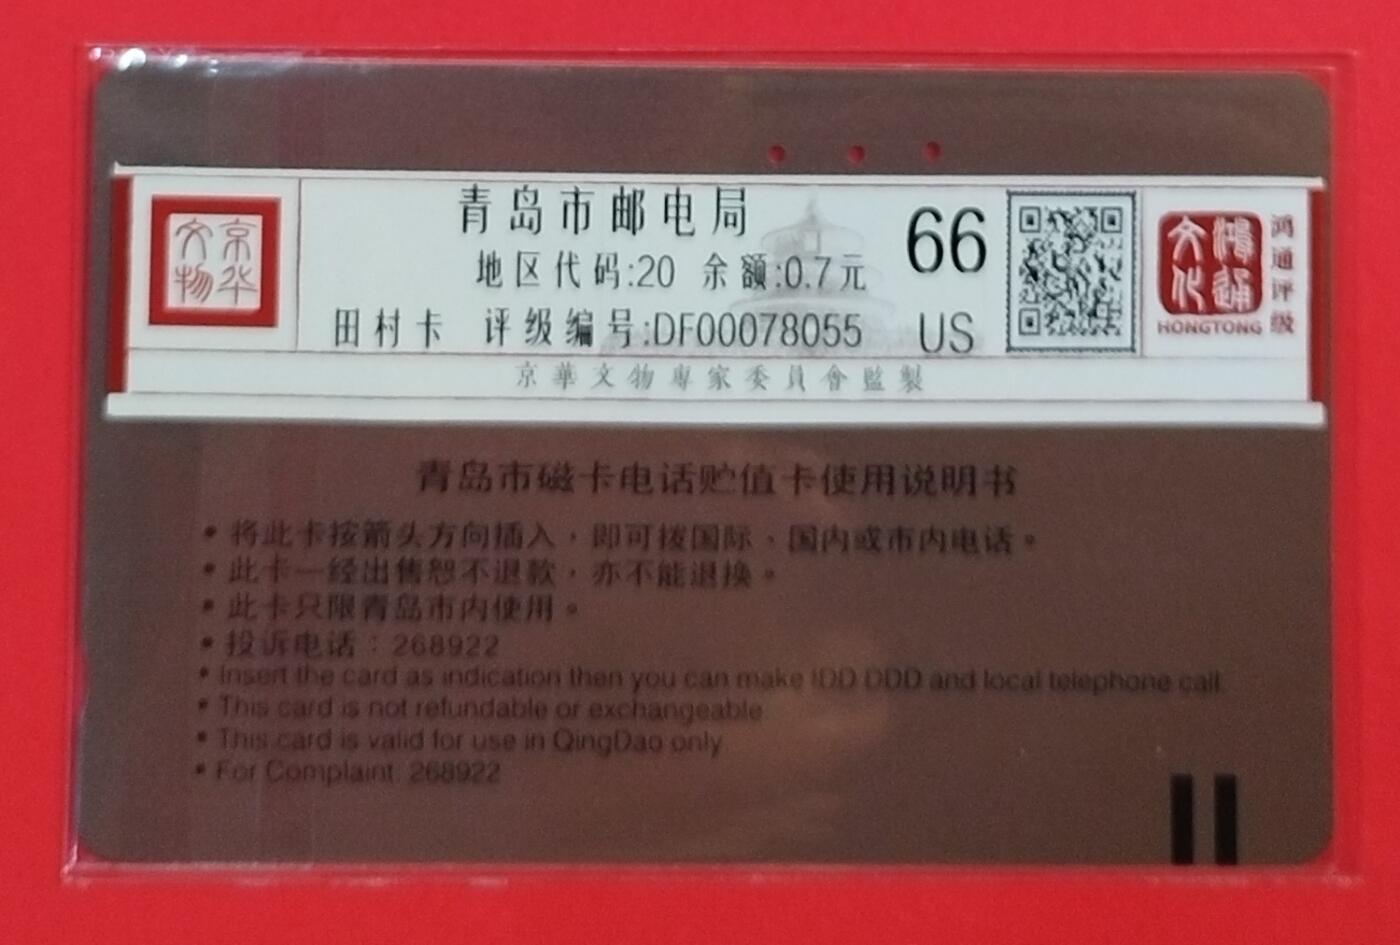 京华文物
青岛市邮电局
地区代码:20 余额:0.7元
田村卡 评级编号:DF00078055
66
US
鸿通文化
HONGTONG
鸿通评级
京華文物專家委員會監製
青岛市磁卡电话贮值卡使用说明书
• 将此卡按箭头方向插入，即可拨国际、国内或市内电话。
• 此卡一经出售恕不退款，亦不能退换。
• 此卡只限青岛市内使用。
• 投诉电话：268922
• Insert the card as indication then you can make IDD DDD and local telephone call.
• This card is not refundable or exchangeable
• This card is valid for use in QingDao only
• For Complaint: 268922